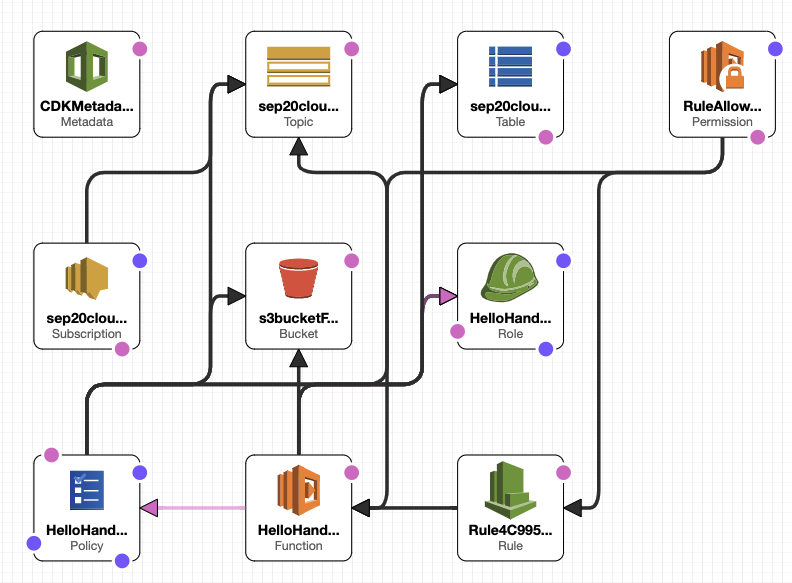 CDKMetada...
Metadata
sep20clou...
Topic
sep20clou...
Table
RuleAllow...
Permission
sep20clou...
Subscription
s3bucketF...
Bucket
HelloHand...
Role
HelloHand...
Policy
HelloHand...
Function
Rule4C995...
Rule